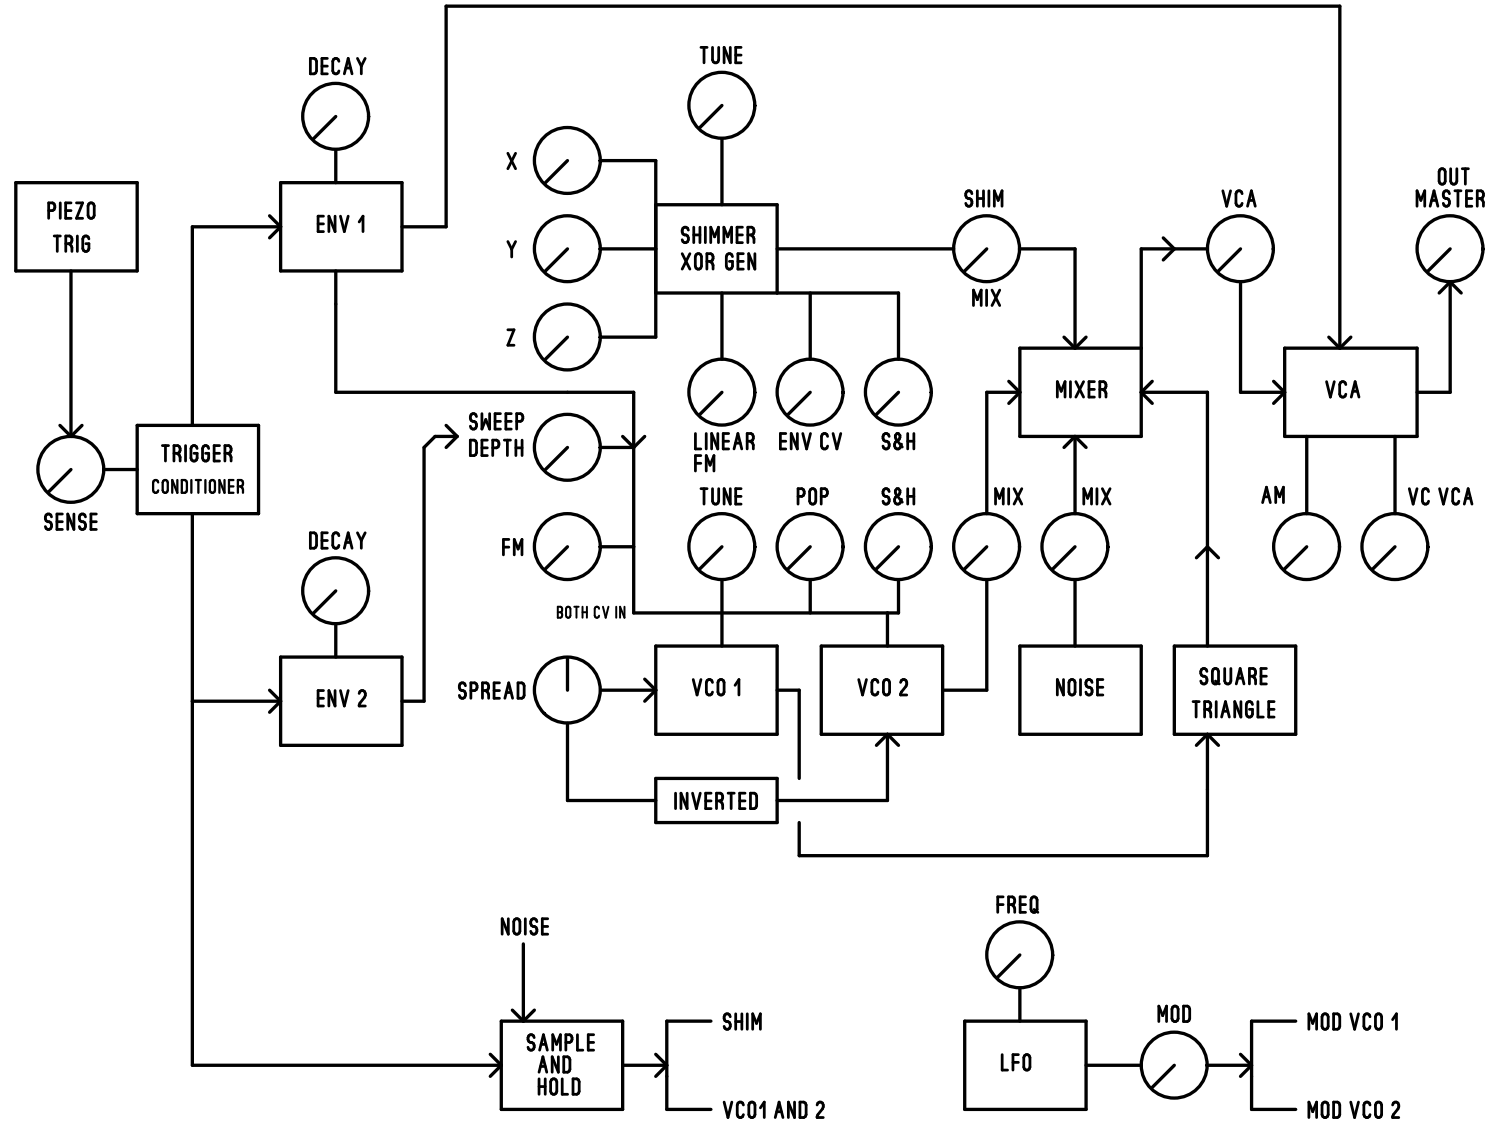 TUNE
DECAY
X
PIEZO
TRIG
ENV 1
Y
SHIMMER
XOR GEN
SHIM
MIX
VCA
OUT
MASTER
Z
MIXER
VCA
SWEEP
DEPTH
LINEAR
FM
ENV CV
S&H
TRIGGER
CONDITIONER
SENSE
TUNE
POP
S&H
MIX
MIX
AM
VC VCA
DECAY
FM
BOTH CV IN
ENV 2
SPREAD
VCO 1
VCO 2
NOISE
SQUARE
TRIANGLE
INVERTED
NOISE
FREQ
SAMPLE
AND
HOLD
SHIM
VCO1 AND 2
LFO
MOD
MOD VCO 1
MOD VCO 2